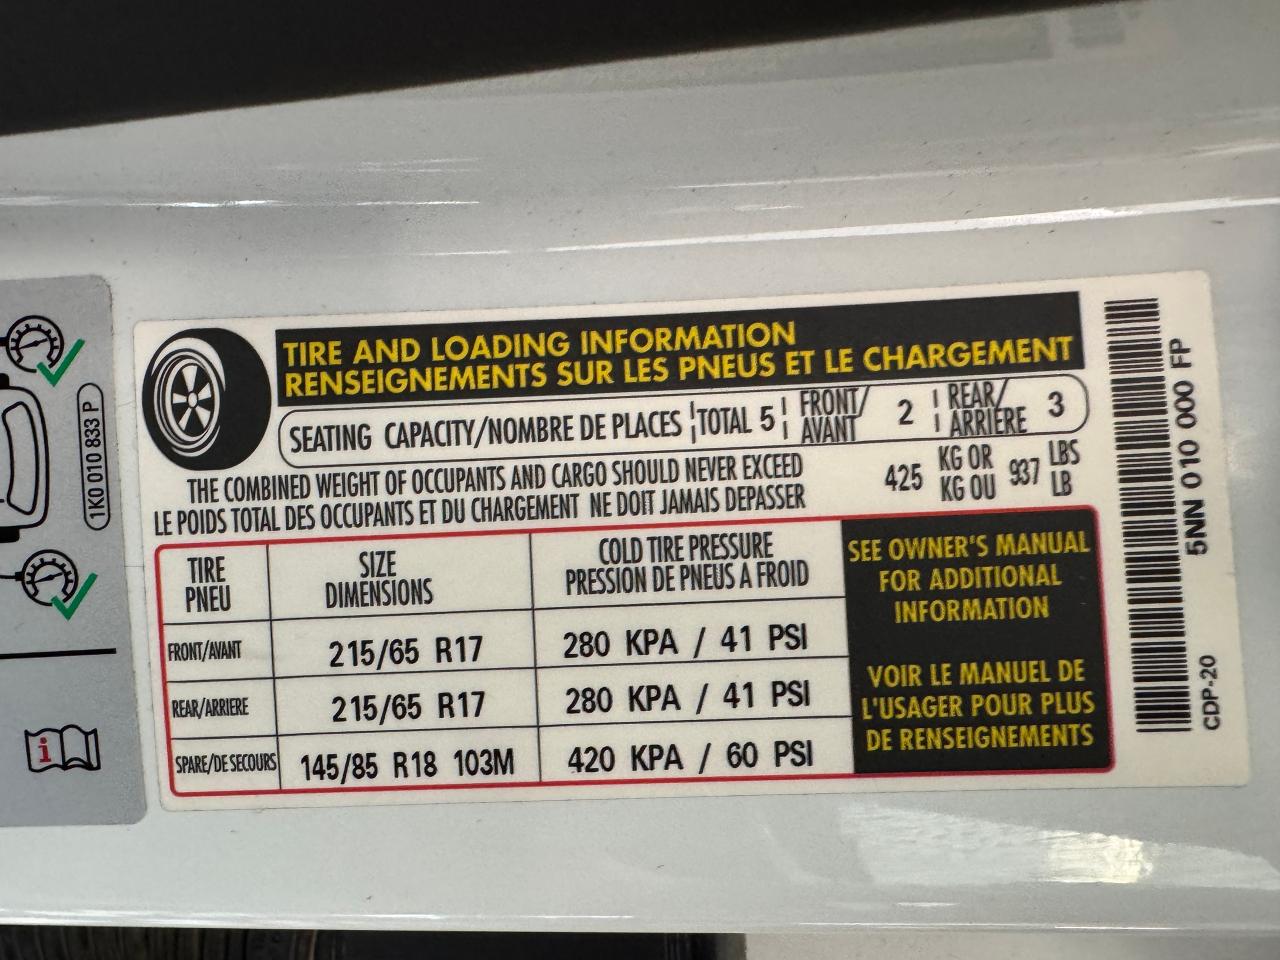 TIRE AND LOADING INFORMATION
RENSEIGNEMENTS SUR LES PNEUS ET LE CHARGEMENT
SEATING CAPACITY/NOMBRE DE PLACES TOTAL 5 FRONT/AVANT 2 REAR/ARRIERE 3
THE COMBINED WEIGHT OF OCCUPANTS AND CARGO SHOULD NEVER EXCEED 425 KG OR 937 LBS
LE POIDS TOTAL DES OCCUPANTS ET DU CHARGEMENT NE DOIT JAMAIS DEPASSER KG OU LB
TIRE SIZE COLD TIRE PRESSURE
PNEU DIMENSIONS PRESSION DE PNEUS A FROID
FRONT/AVANT 215/65 R17 280 KPA / 41 PSI
REAR/ARRIERE 215/65 R17 280 KPA / 41 PSI
SPARE/DE SECOURS 145/85 R18 103M 420 KPA / 60 PSI
SEE OWNER'S MANUAL
FOR ADDITIONAL
INFORMATION
VOIR LE MANUEL DE
L'USAGER POUR PLUS
DE RENSEIGNEMENTS
5NN 010 000 FP
CDP-20
1K0 010 833 P
i